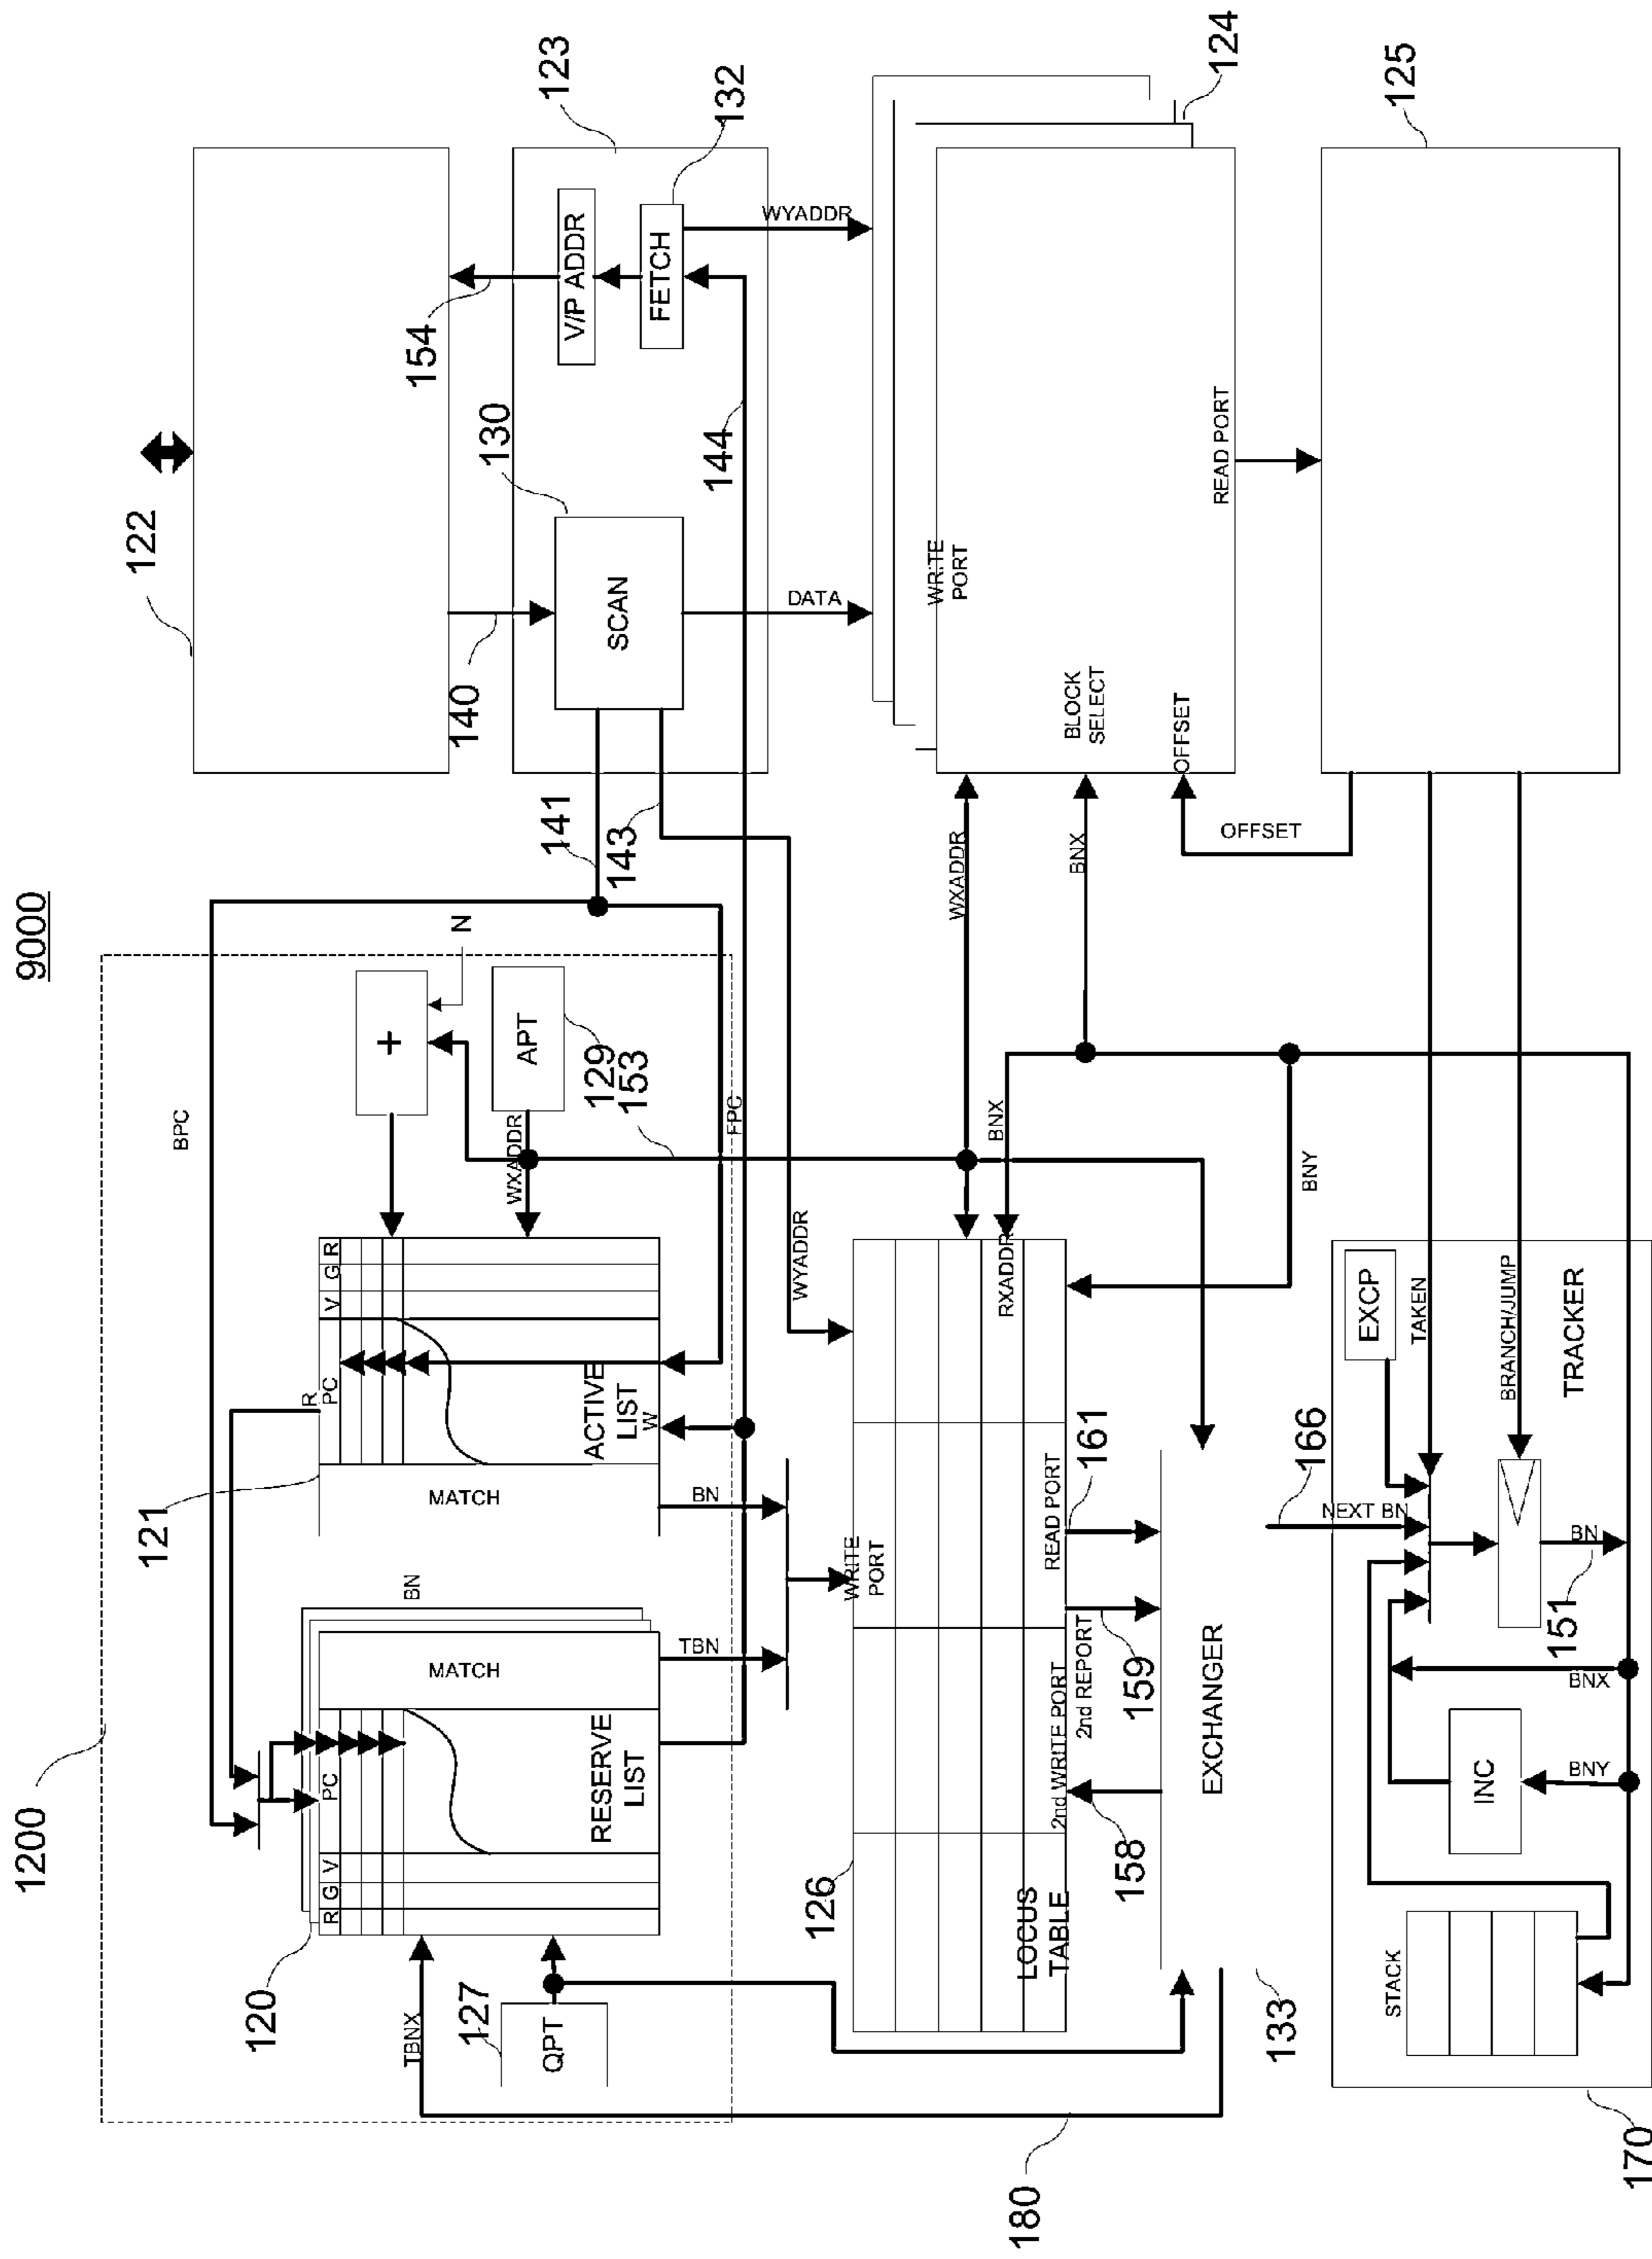 9000
1200
122
123
132
124
125
154
130
140
141
143
144
V/P ADDR
FETCH
SCAN
WYADDR
DATA
WRITE
PORT
BLOCK
SELECT
OFFSET
READ PORT
OFFSET
BPC
N
+
APT
129
153
WXADDR
FPC
WXADDR
BNX
121
R
PC
V
G
R
ACTIVE
LIST
W
MATCH
BN
BN
MATCH
TBN
120
R
G
V
PC
RESERVE
LIST
TBNX
127
QPT
WYADDR
BNX
BNY
RXADDR
WRITE
PORT
126
LOCUS
TABLE
READ PORT
161
2nd REPORT
159
2nd WRITE PORT
158
EXCHANGER
133
180
166
NEXT BN
EXCP
TAKEN
BRANCH/JUMP
TRACKER
BN
151
BNX
INC
BNY
STACK
170